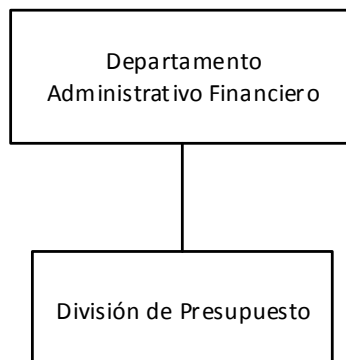 Departamento
Administrativo Financiero
División de Presupuesto